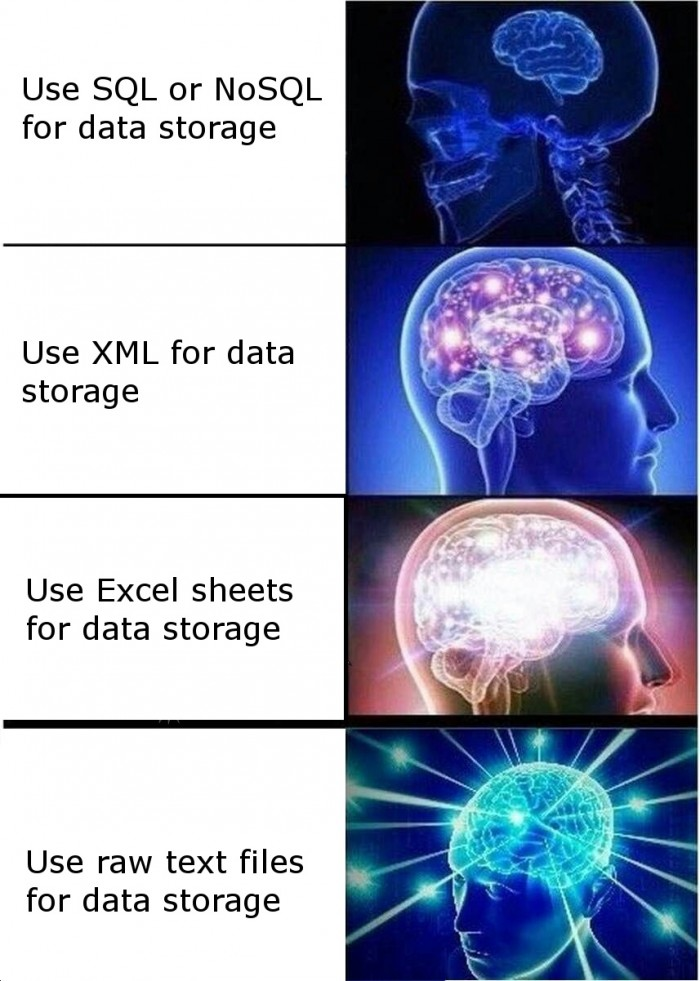 Use SQL or NoSQL
for data storage
Use XML for data
storage
Use Excel sheets
for data storage
Use raw text files
for data storage